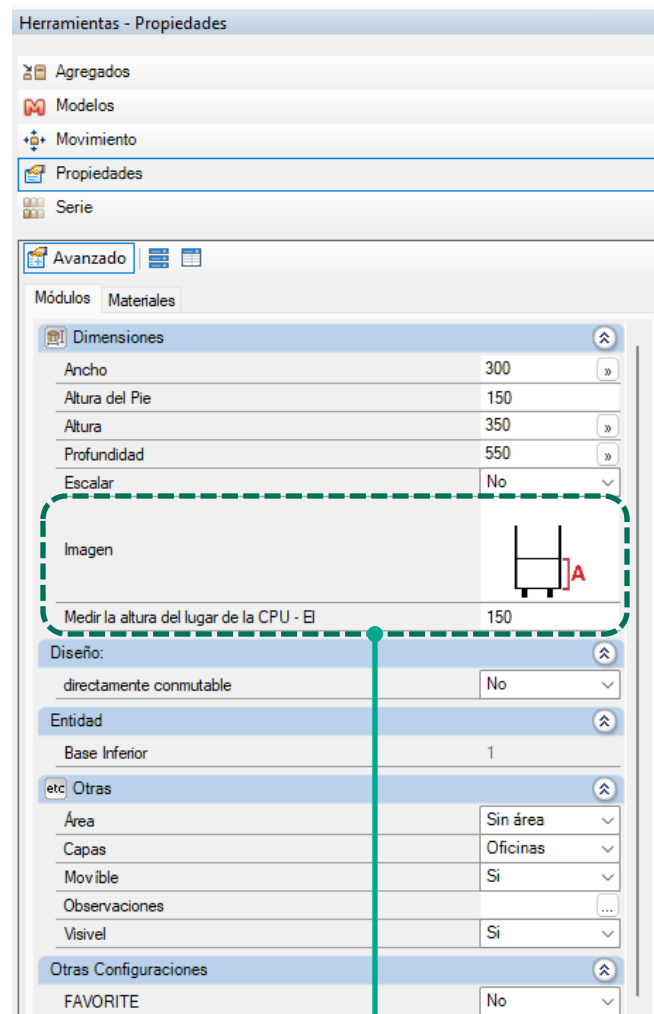 Herramientas - Propiedades
Agregados
Modelos
Movimiento
Propiedades
Serie
Avanzado
Módulos Materiales
Dimensiones
Ancho 300 »
Altura del Pie 150
Altura 350 »
Profundidad 550 »
Escalar No
Imagen A
Medir la altura del lugar de la CPU - El 150
Diseño:
directamente conmutable No
Entidad
Base Inferior 1
etc Otras
Área Sin área
Capas Oficinas
Movíble Si
Observaciones ...
Visivel Si
Otras Configuraciones
FAVORITE No